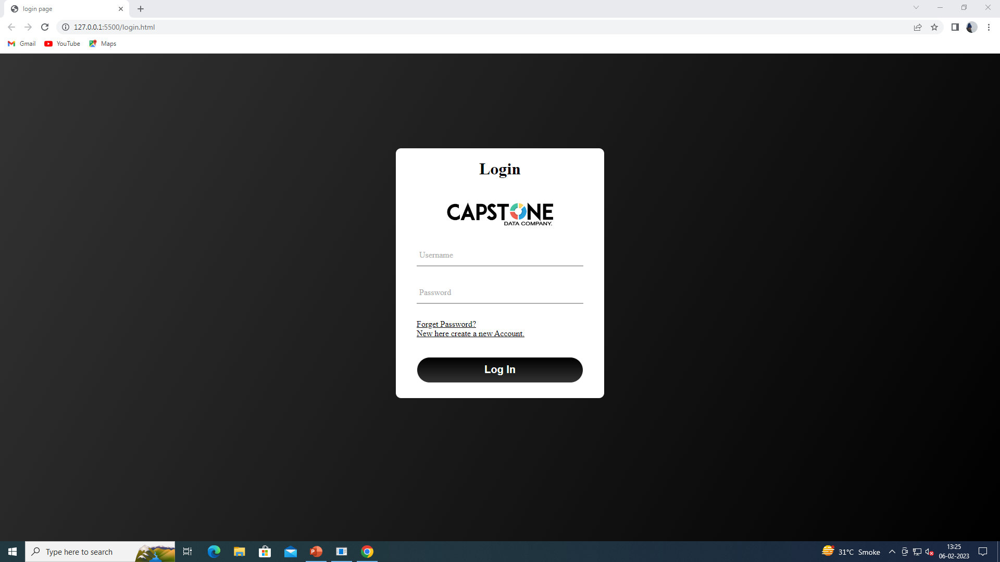 login page
127.0.0.1:5500/login.html
Gmail YouTube Maps
Login
CAPSTONE
DATA COMPANY.
Username
Password
Forget Password?
New here create a new Account.
Log In
Type here to search
31°C Smoke
13:25
06-02-2023